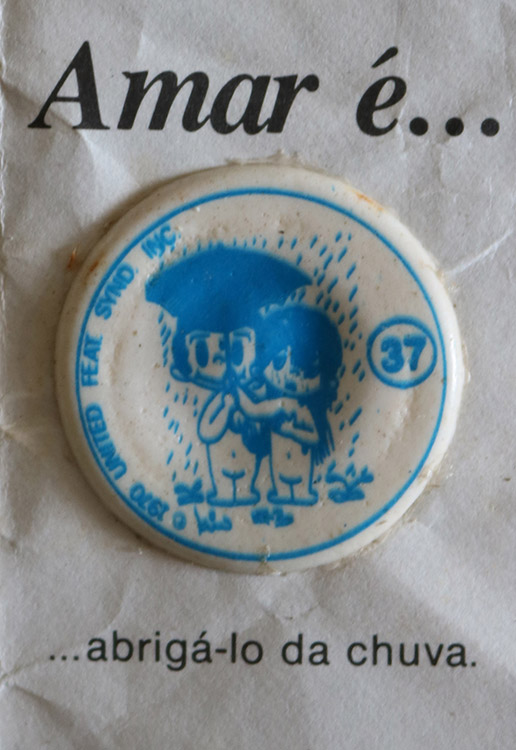 Amar é...
© 1970 UNITED FEAT. SYND. INC.
37
...abrigá-lo da chuva.